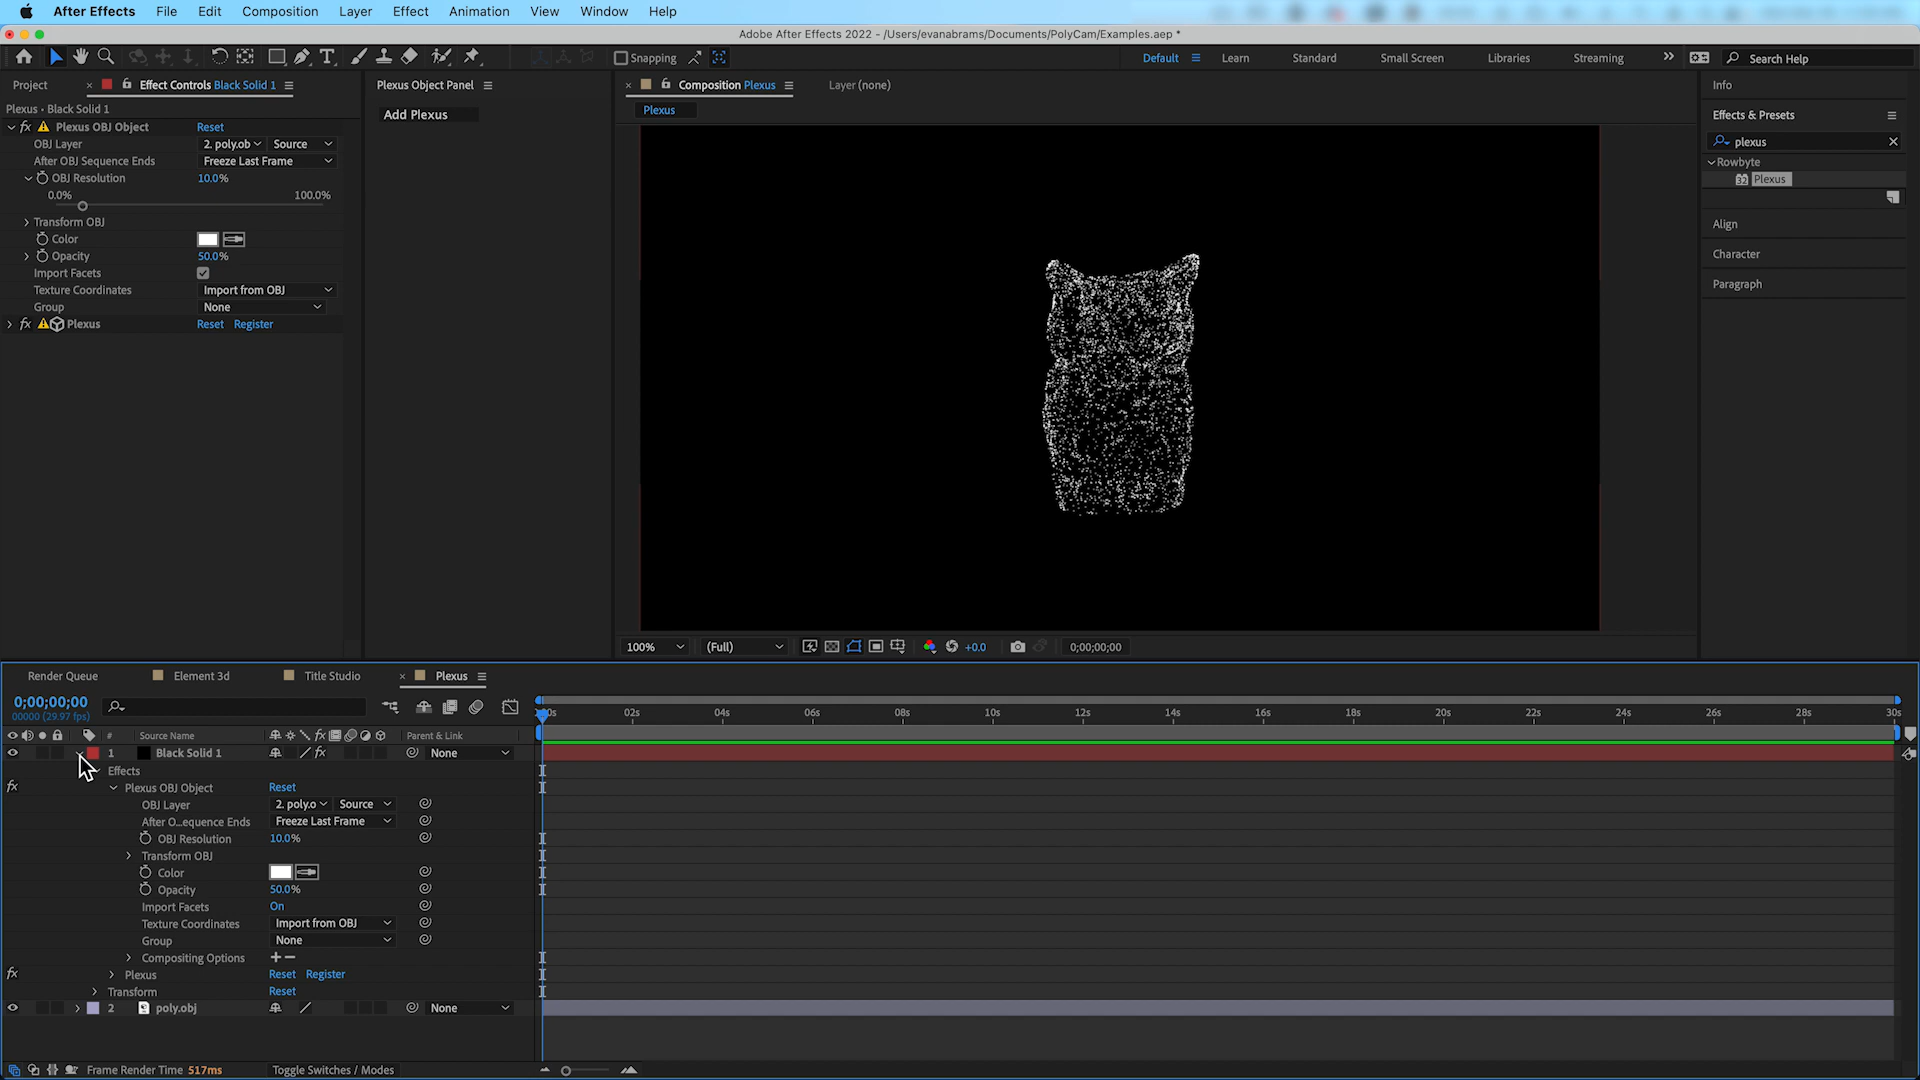 After Effects File Edit Composition Layer Effect Animation View Window Help
Adobe After Effects 2022 - /Users/evanabrams/Documents/PolyCam/Examples.aep *
Snapping
Default Learn Standard Small Screen Libraries Streaming Search Help
Project Effect Controls Black Solid 1
Plexus • Black Solid 1
Plexus OBJ Object Reset
OBJ Layer 2. poly.ob Source
After OBJ Sequence Ends Freeze Last Frame
OBJ Resolution 10.0%
0.0% 100.0%
Transform OBJ
Color
Opacity 50.0%
Import Facets
Texture Coordinates Import from OBJ
Group None
Plexus Reset Register
Plexus Object Panel
Add Plexus
Composition Plexus Layer (none)
Plexus
100% (Full) +0.0 0;00;00;00
Info
Effects & Presets
plexus
Rowbyte
32 Plexus
Align
Character
Paragraph
Render Queue Element 3d Title Studio Plexus
0;00;00;00
00000 (29.97 fps)
:00s 02s 04s 06s 08s 10s 12s 14s 16s 18s 20s 22s 24s 26s 28s 30s
# Source Name Parent & Link
1 Black Solid 1 None
Effects
Plexus OBJ Object Reset
OBJ Layer 2. poly.o Source
After O...equence Ends Freeze Last Frame
OBJ Resolution 10.0%
Transform OBJ
Color
Opacity 50.0%
Import Facets On
Texture Coordinates Import from OBJ
Group None
Compositing Options + −
Plexus Reset Register
Transform Reset
2 poly.obj None
Frame Render Time 517ms Toggle Switches / Modes